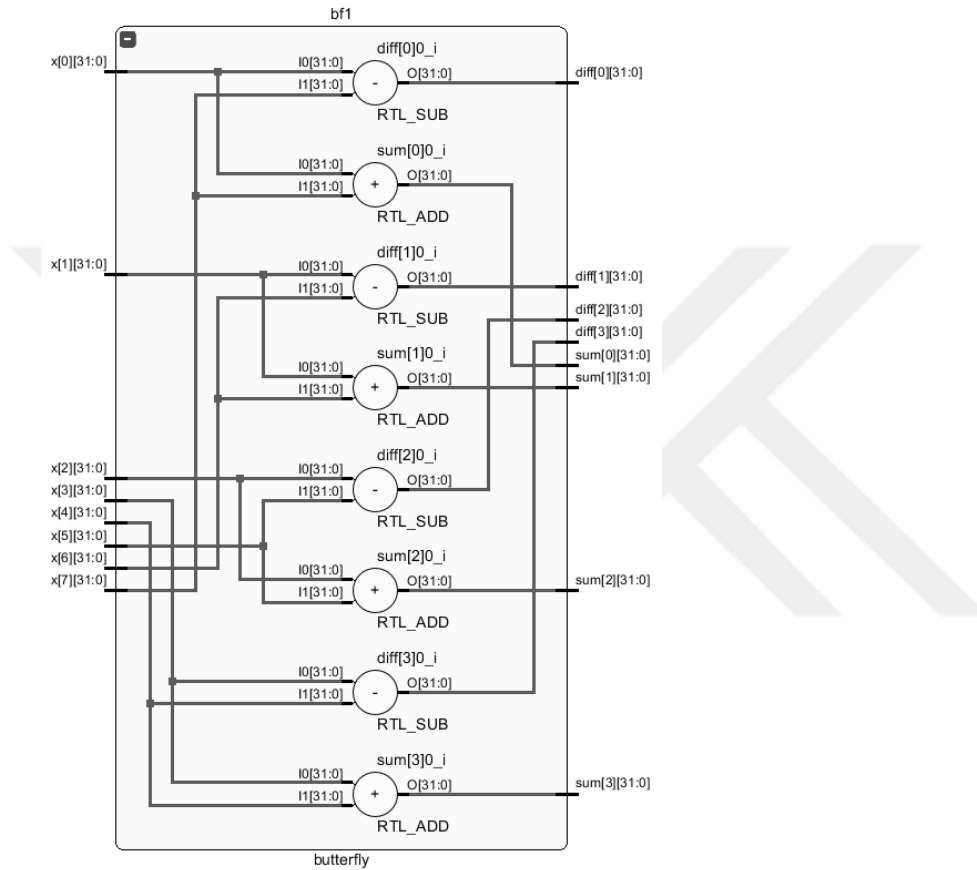 bf1
diff[0]0_i
x[0][31:0]
I0[31:0]
O[31:0]
diff[0][31:0]
I1[31:0]
-
RTL_SUB
sum[0]0_i
I0[31:0]
O[31:0]
I1[31:0]
+
RTL_ADD
diff[1]0_i
x[1][31:0]
I0[31:0]
O[31:0]
diff[1][31:0]
I1[31:0]
-
diff[2][31:0]
RTL_SUB
diff[3][31:0]
sum[1]0_i
sum[0][31:0]
I0[31:0]
O[31:0]
sum[1][31:0]
I1[31:0]
+
RTL_ADD
diff[2]0_i
x[2][31:0]
I0[31:0]
O[31:0]
x[3][31:0]
I1[31:0]
-
x[4][31:0]
RTL_SUB
x[5][31:0]
x[6][31:0]
sum[2]0_i
x[7][31:0]
I0[31:0]
O[31:0]
sum[2][31:0]
I1[31:0]
+
RTL_ADD
diff[3]0_i
I0[31:0]
O[31:0]
I1[31:0]
-
RTL_SUB
sum[3]0_i
I0[31:0]
O[31:0]
sum[3][31:0]
I1[31:0]
+
RTL_ADD
butterfly